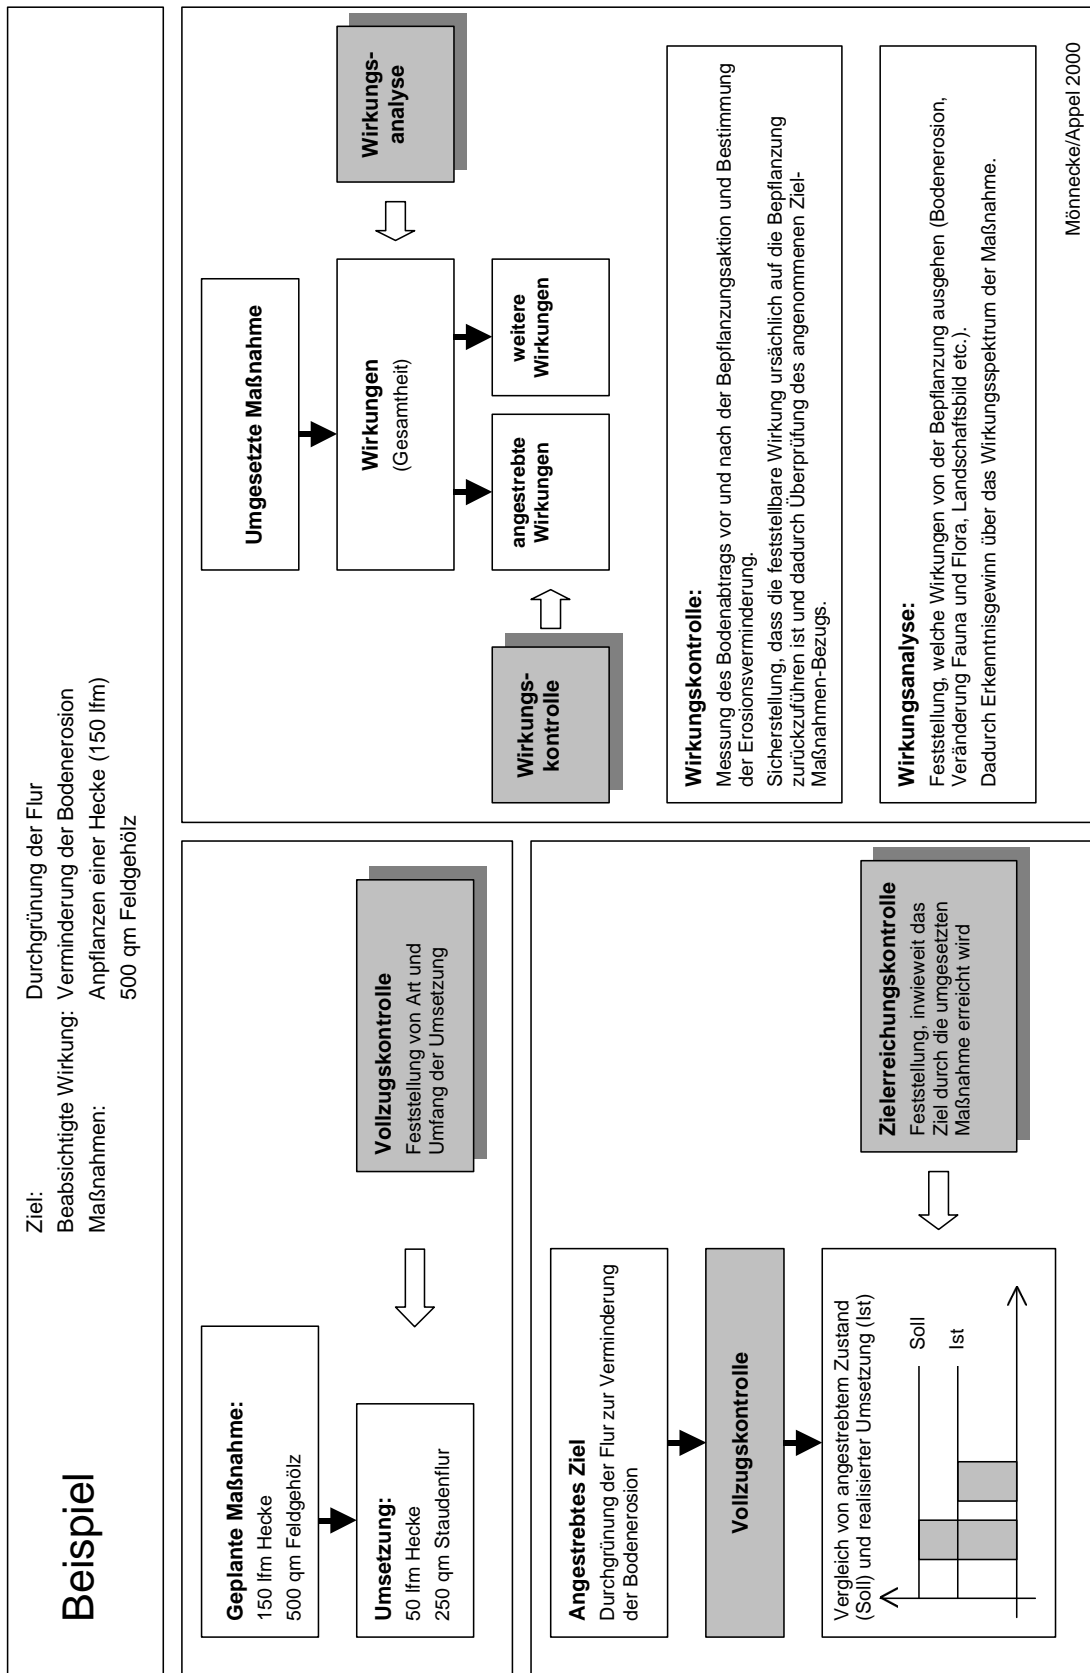 Beispiel
Ziel: Durchgrünung der Flur
Beabsichtigte Wirkung: Verminderung der Bodenerosion
Maßnahmen: Anpflanzen einer Hecke (150 lfm)
500 qm Feldgehölz
Geplante Maßnahme:
150 lfm Hecke
500 qm Feldgehölz
Umsetzung:
50 lfm Hecke
250 qm Staudenflur
Vollzugskontrolle
Feststellung von Art und
Umfang der Umsetzung
Angestrebtes Ziel
Durchgrünung der Flur zur Verminderung
der Bodenerosion
Vollzugskontrolle
Vergleich von angestrebtem Zustand
(Soll) und realisierter Umsetzung (Ist)
Soll
Ist
Zielerreichungskontrolle
Feststellung, inwieweit das
Ziel durch die umgesetzten
Maßnahme erreicht wird
Umgesetzte Maßnahme
Wirkungen
(Gesamtheit)
Wirkungs-
analyse
Wirkungs-
kontrolle
angestrebte
Wirkungen
weitere
Wirkungen
Wirkungskontrolle:
Messung des Bodenabtrags vor und nach der Bepflanzungsaktion und Bestimmung
der Erosionsverminderung.
Sicherstellung, dass die feststellbare Wirkung ursächlich auf die Bepflanzung
zurückzuführen ist und dadurch Überprüfung des angenommenen Ziel-
Maßnahmen-Bezugs.
Wirkungsanalyse:
Feststellung, welche Wirkungen von der Bepflanzung ausgehen (Bodenerosion,
Veränderung Fauna und Flora, Landschaftsbild etc.).
Dadurch Erkenntnisgewinn über das Wirkungsspektrum der Maßnahme.
Mönnecke/Appel 2000